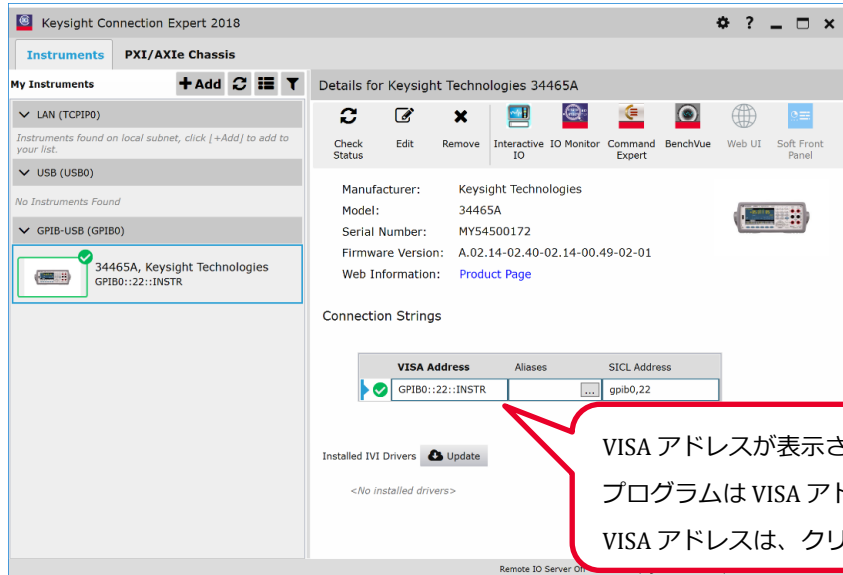 Keysight Connection Expert 2018
Instruments PXI/AXIe Chassis
My Instruments
Add
LAN (TCPIP0)
Instruments found on local subnet, click [+Add] to add to
your list.
USB (USB0)
No Instruments Found
GPIB-USB (GPIB0)
34465A, Keysight Technologies
GPIB0::22::INSTR
Details for Keysight Technologies 34465A
Check
Status
Edit
Remove
Interactive
IO
IO Monitor
Command
Expert
BenchVue
Web UI
Soft Front
Panel
Manufacturer: Keysight Technologies
Model: 34465A
Serial Number: MY54500172
Firmware Version: A.02.14-02.40-02.14-00.49-02-01
Web Information: Product Page
Connection Strings
VISA Address Aliases SICL Address
GPIB0::22::INSTR ... gpib0,22
Installed IVI Drivers Update
<No installed drivers>
VISA アドレスが表示さ
プログラムは VISA アド
VISA アドレスは、クリ
Remote IO Server